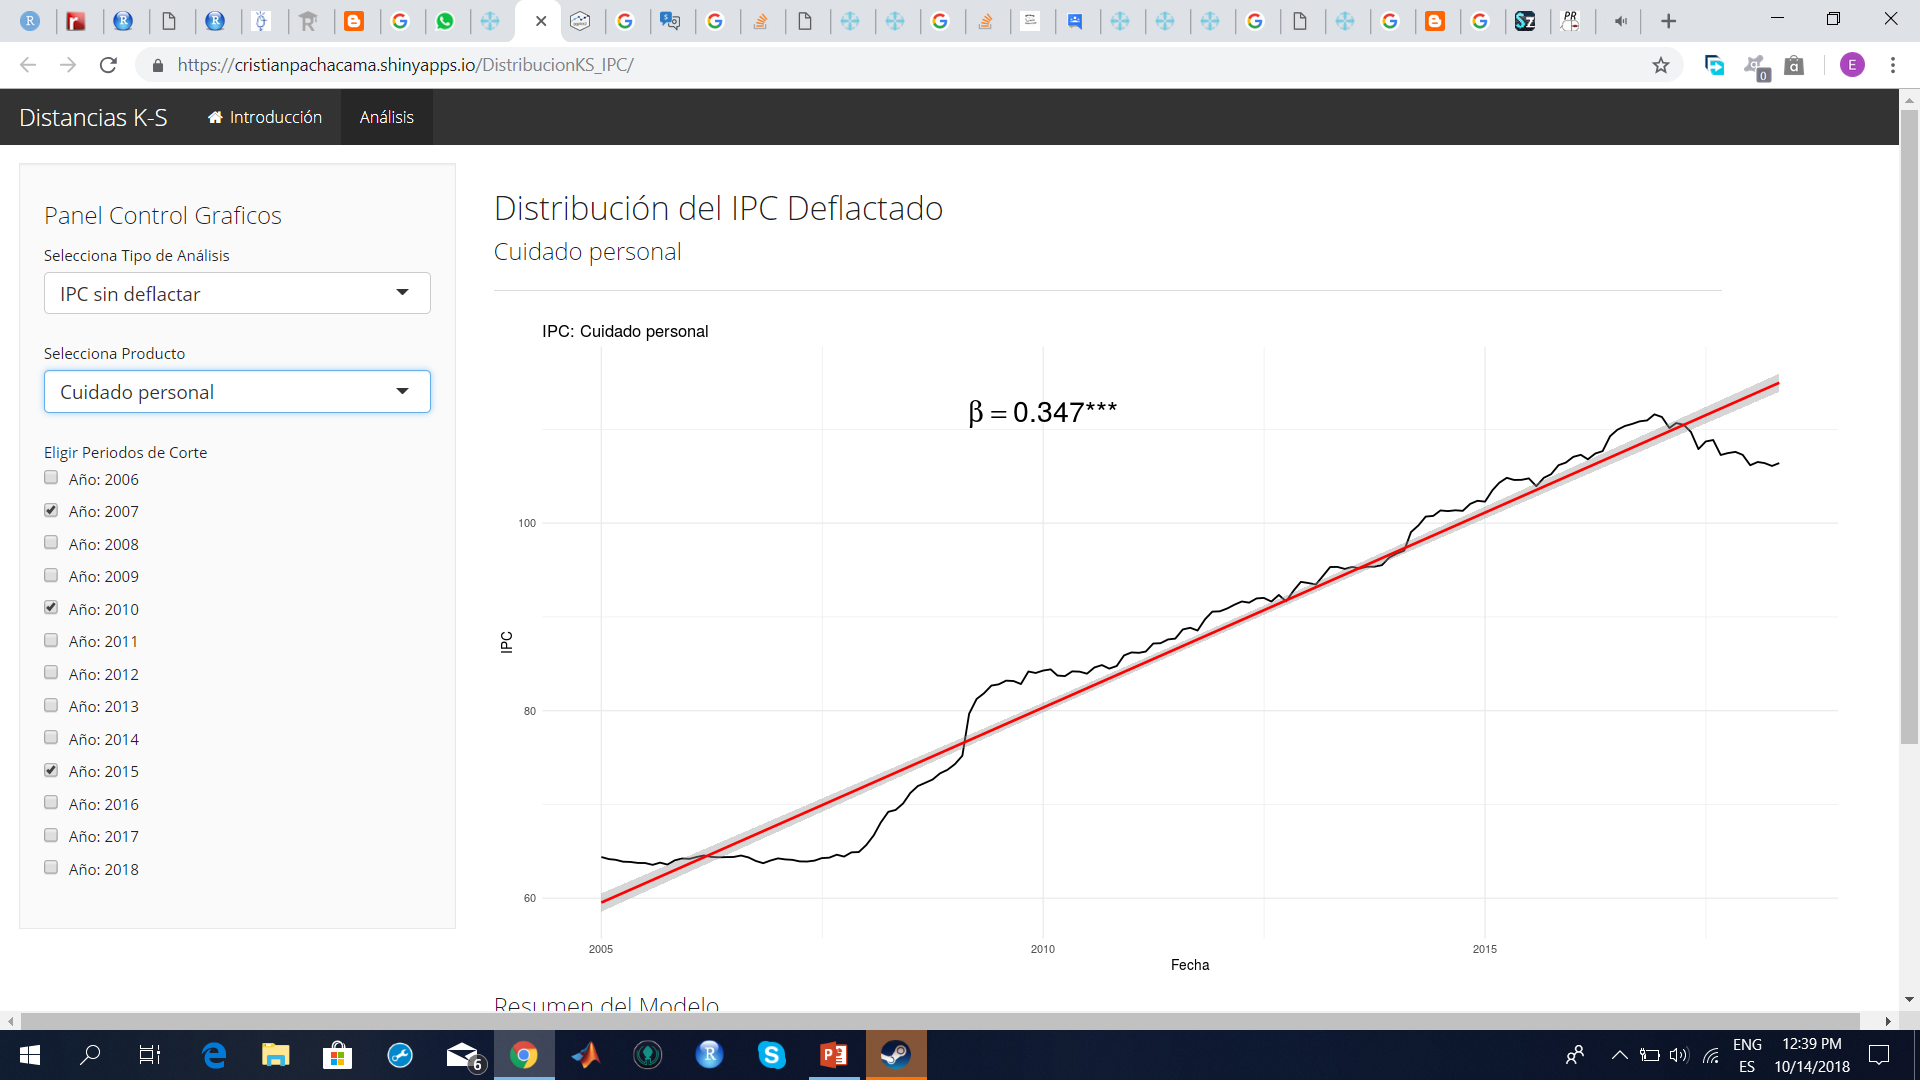 https://cristianpachacama.shinyapps.io/DistribucionKS_IPC/
0
E
Distancias K-S
Introducción
Análisis
Panel Control Graficos
Selecciona Tipo de Análisis
IPC sin deflactar
Selecciona Producto
Cuidado personal
Eligir Periodos de Corte
Año: 2006
Año: 2007
Año: 2008
Año: 2009
Año: 2010
Año: 2011
Año: 2012
Año: 2013
Año: 2014
Año: 2015
Año: 2016
Año: 2017
Año: 2018
Distribución del IPC Deflactado
Cuidado personal
IPC: Cuidado personal
β = 0.347***
IPC
100
80
60
2005
2010
2015
Fecha
Resumen del Modelo
6
ENG
ES
12:39 PM
10/14/2018